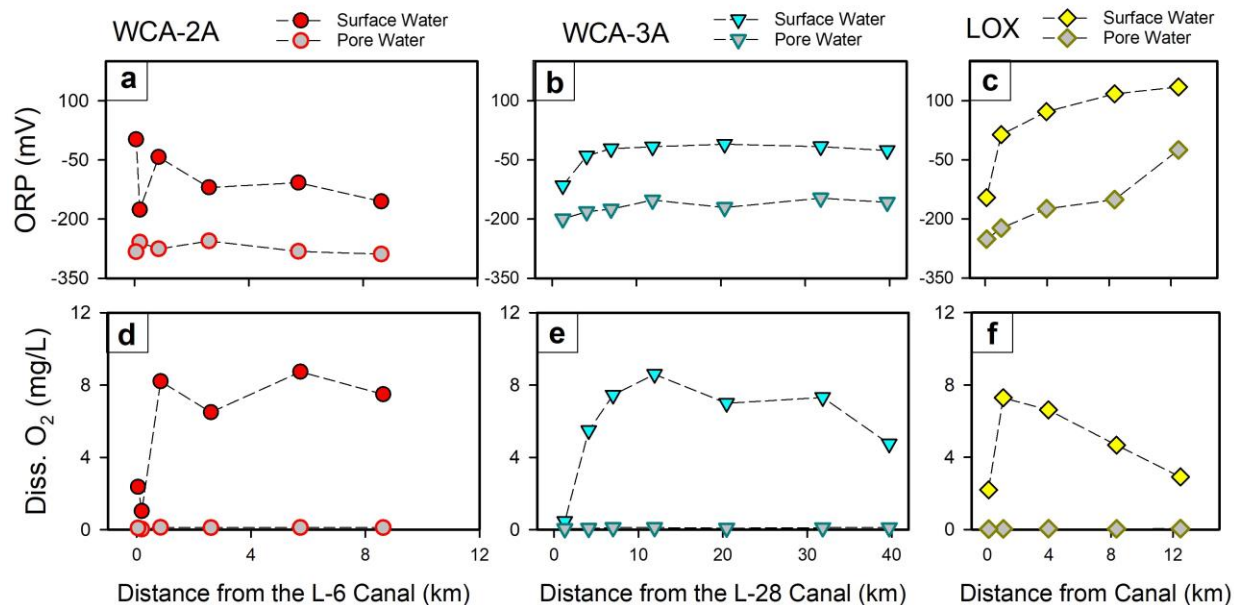 WCA-2A
Surface Water
Pore Water
WCA-3A
Surface Water
Pore Water
LOX
Surface Water
Pore Water
a
b
c
ORP (mV)
100
-50
-200
-350
100
-50
-200
-350
100
-50
-200
-350
d
e
f
Diss. O2 (mg/L)
12
8
4
0
12
8
4
0
12
8
4
0
0 4 8 12
0 10 20 30 40
0 4 8 12
Distance from the L-6 Canal (km)
Distance from the L-28 Canal (km)
Distance from Canal (km)